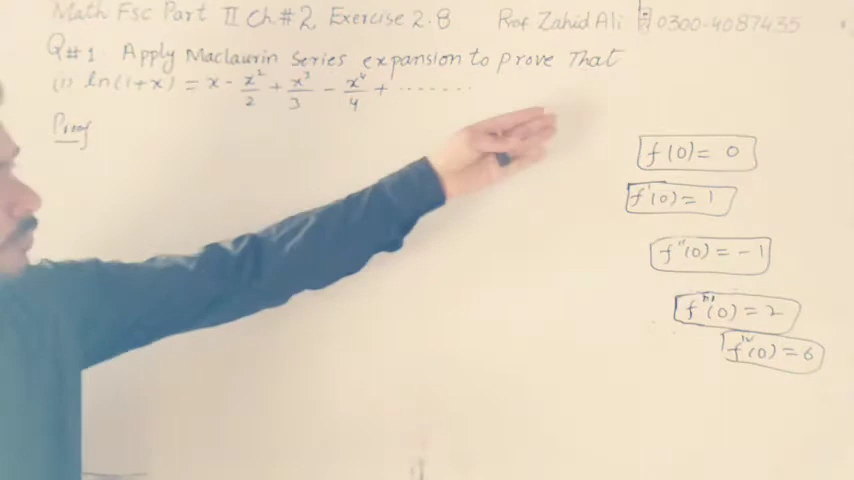 Math Fsc Part II Ch # 2 Exercise 2.8 Prof. Zahid Ali 0300-4087435
Q#1 Apply Maclaurin Series expansion to prove That
(i) ln(1+x) = x - x²/2 + x³/3 - x⁴/4 + .......
Proof
f(0) = 0
f'(0) = 1
f''(0) = -1
f'''(0) = 2
f^iv(0) = 6